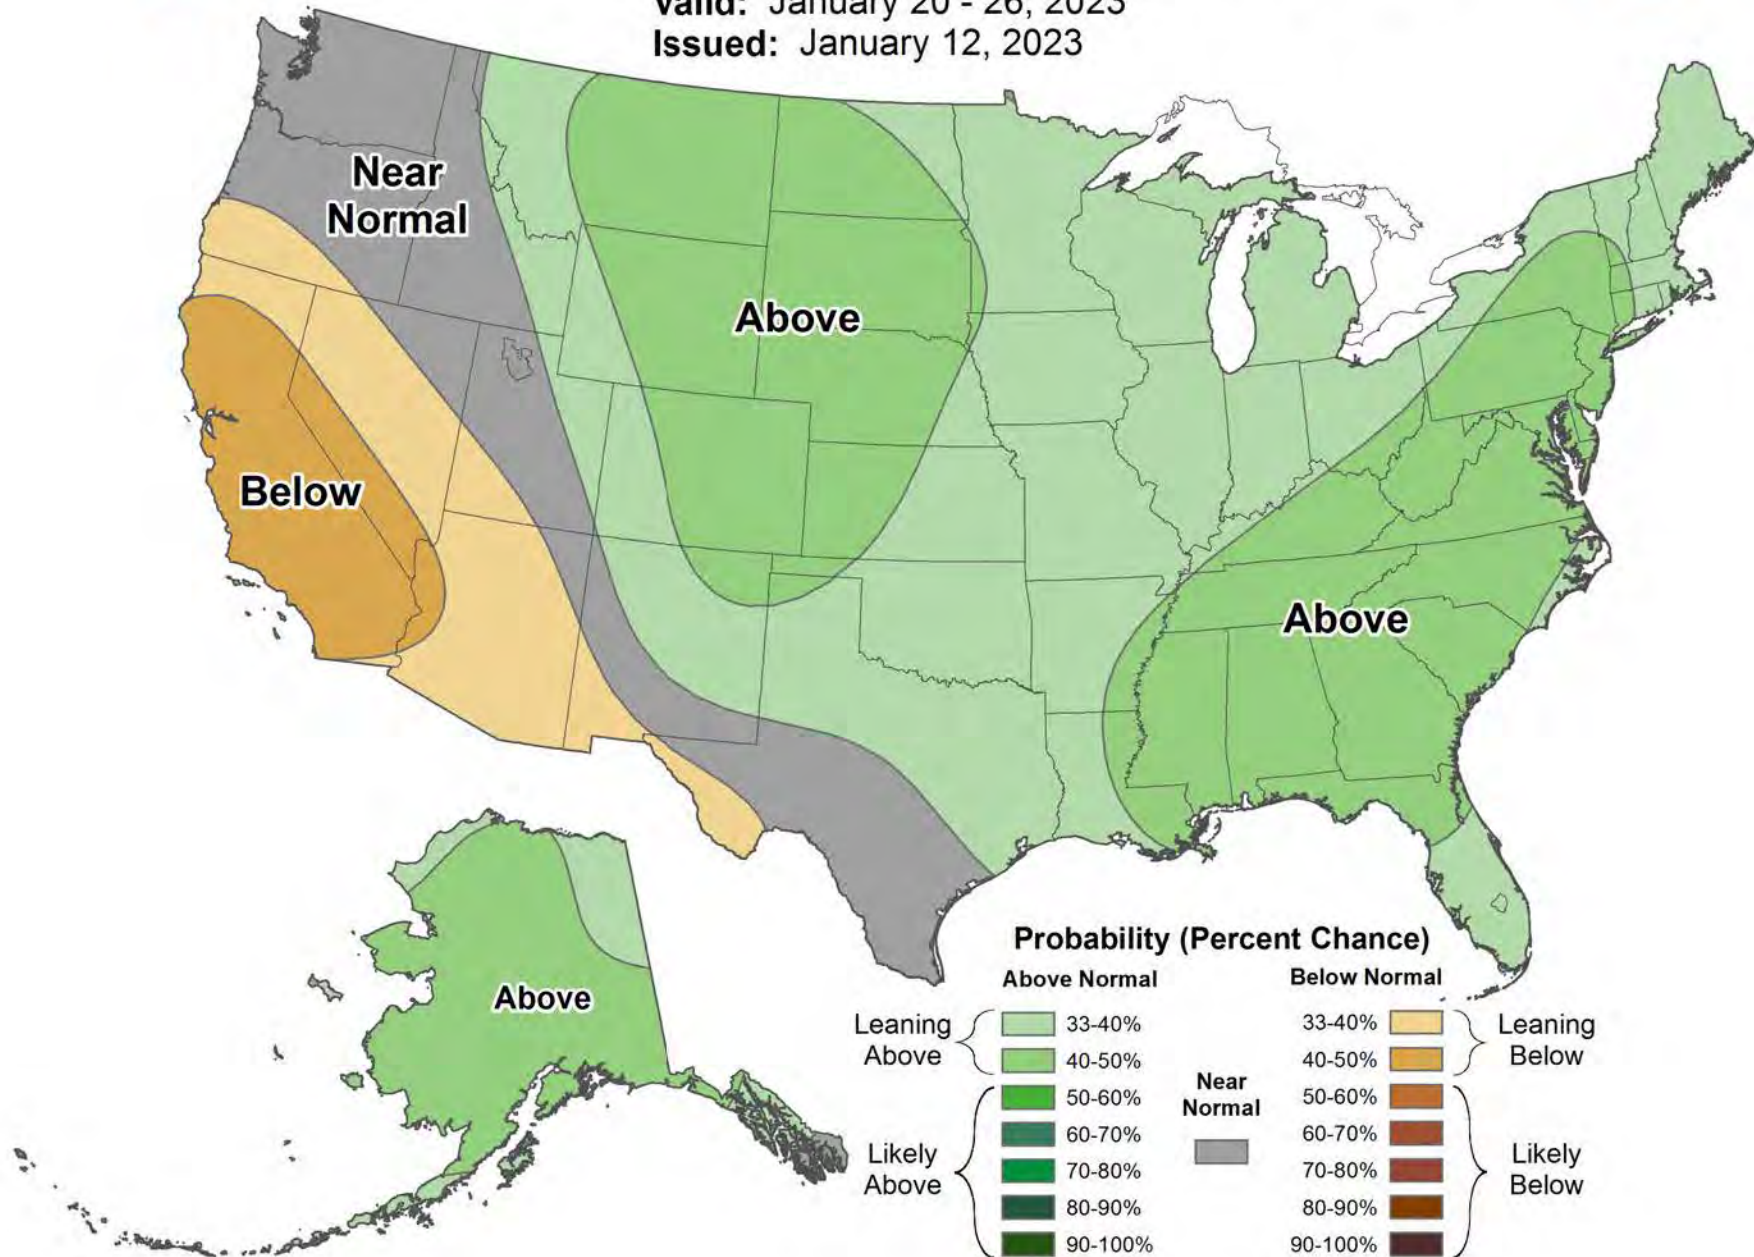 Valid: January 20 - 26, 2023
Issued: January 12, 2023
Near
Normal
Above
Below
Above
Above
Probability (Percent Chance)
Above Normal
Below Normal
Leaning
Above
33-40%
40-50%
Likely
Above
50-60%
60-70%
70-80%
80-90%
90-100%
Near
Normal
33-40%
40-50%
Leaning
Below
50-60%
60-70%
70-80%
80-90%
90-100%
Likely
Below